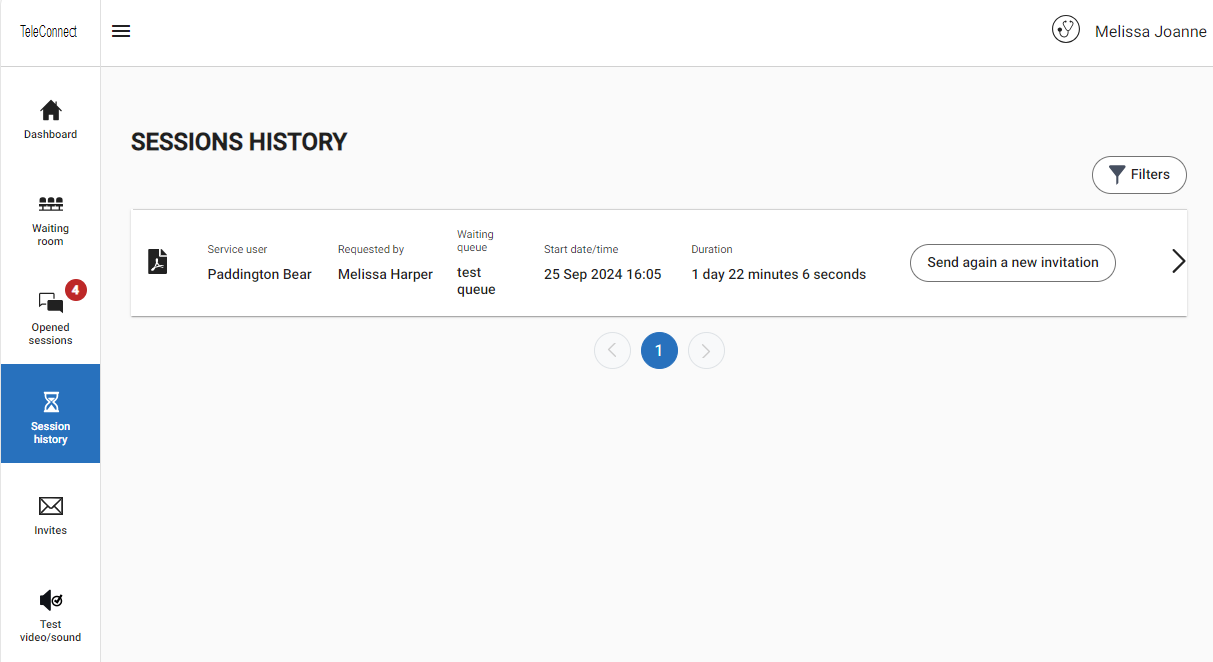 TeleConnect
Melissa Joanne
Dashboard
Waiting
room
4
Opened
sessions
Session
history
Invites
Test
video/sound
SESSIONS HISTORY
Filters
Service user
Paddington Bear
Requested by
Melissa Harper
Waiting
queue
test
queue
Start date/time
25 Sep 2024 16:05
Duration
1 day 22 minutes 6 seconds
Send again a new invitation
1